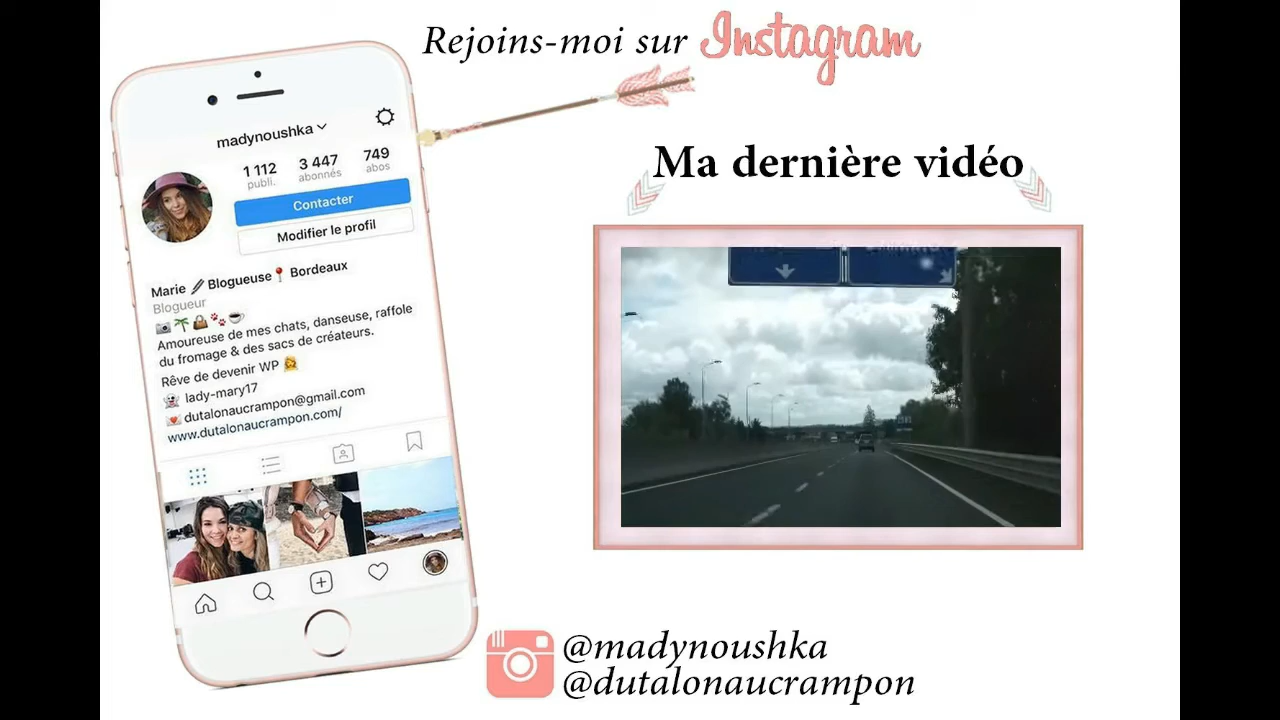 Rejoins-moi sur Instagram
madynoushka
1 112 3 447 749
publi. abonnés abos
Contacter
Modifier le profil
Marie Blogueuse Bordeaux
Blogueur
Amoureuse de mes chats, danseuse, raffole
du fromage & des sacs de créateurs.
Rêve de devenir WP
lady-mary17
dutalonaucrampon@gmail.com
www.dutalonaucrampon.com/
Ma dernière vidéo
@madynoushka
@dutalonaucrampon